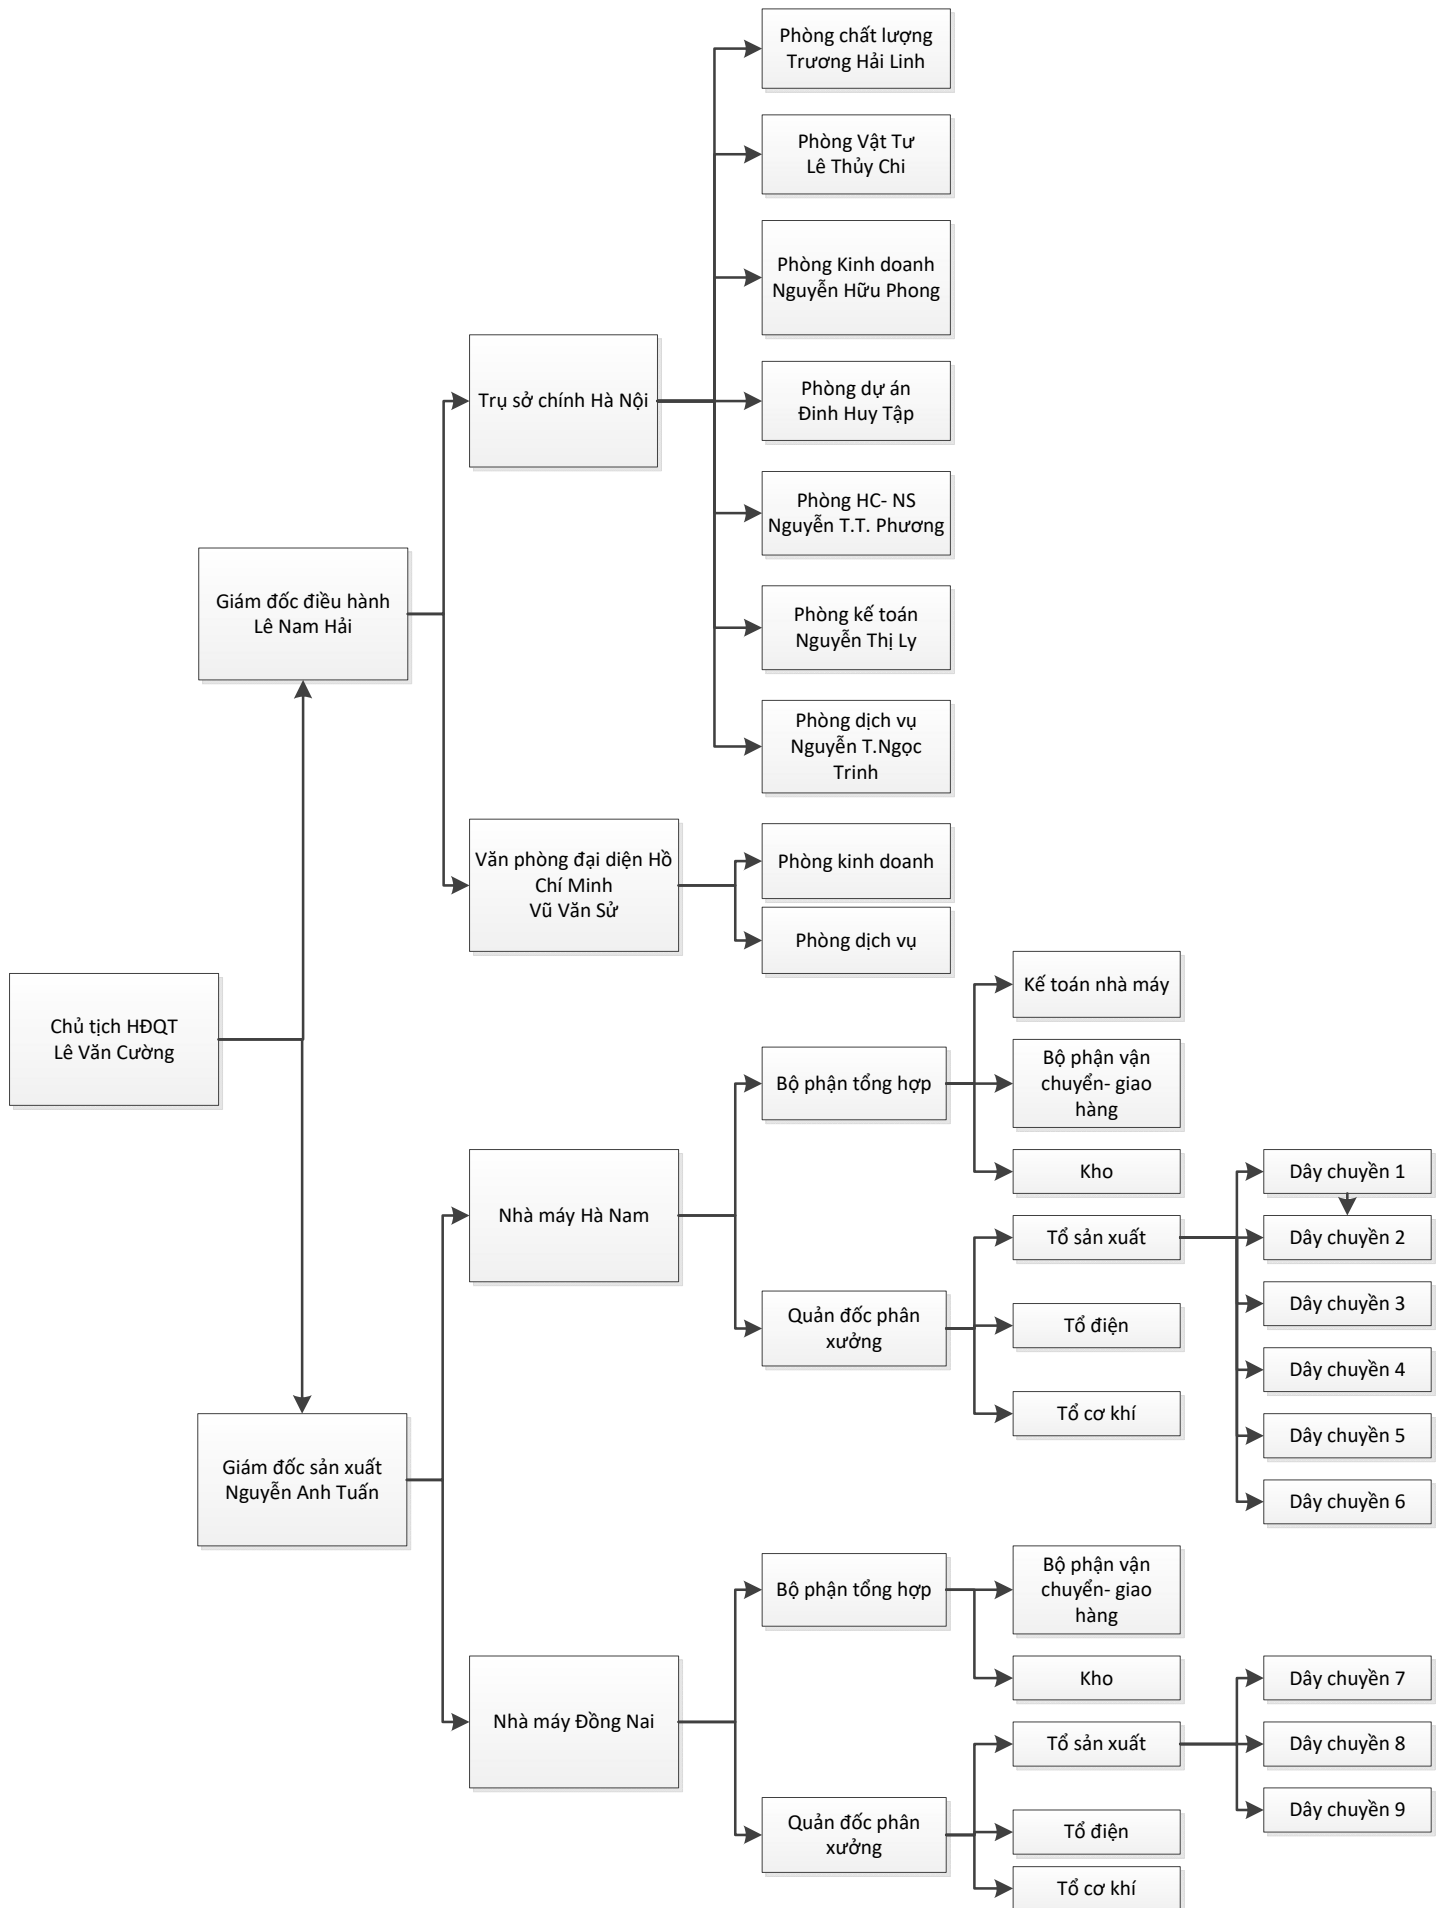 Phòng chất lượng
Trương Hải Linh
Phòng Vật Tư
Lê Thủy Chi
Phòng Kinh doanh
Nguyễn Hữu Phong
Trụ sở chính Hà Nội
Phòng dự án
Đinh Huy Tập
Phòng HC- NS
Nguyễn T.T. Phương
Giám đốc điều hành
Lê Nam Hải
Phòng kế toán
Nguyễn Thị Ly
Phòng dịch vụ
Nguyễn T.Ngọc
Trinh
Văn phòng đại diện Hồ
Chí Minh
Vũ Văn Sử
Phòng kinh doanh
Phòng dịch vụ
Chủ tịch HĐQT
Lê Văn Cường
Kế toán nhà máy
Bộ phận tổng hợp
Bộ phận vận
chuyển- giao
hàng
Kho
Nhà máy Hà Nam
Tổ sản xuất
Dây chuyền 1
Dây chuyền 2
Dây chuyền 3
Quản đốc phân
xưởng
Tổ điện
Dây chuyền 4
Tổ cơ khí
Dây chuyền 5
Dây chuyền 6
Giám đốc sản xuất
Nguyễn Anh Tuấn
Bộ phận tổng hợp
Bộ phận vận
chuyển- giao
hàng
Kho
Nhà máy Đồng Nai
Tổ sản xuất
Dây chuyền 7
Dây chuyền 8
Dây chuyền 9
Quản đốc phân
xưởng
Tổ điện
Tổ cơ khí